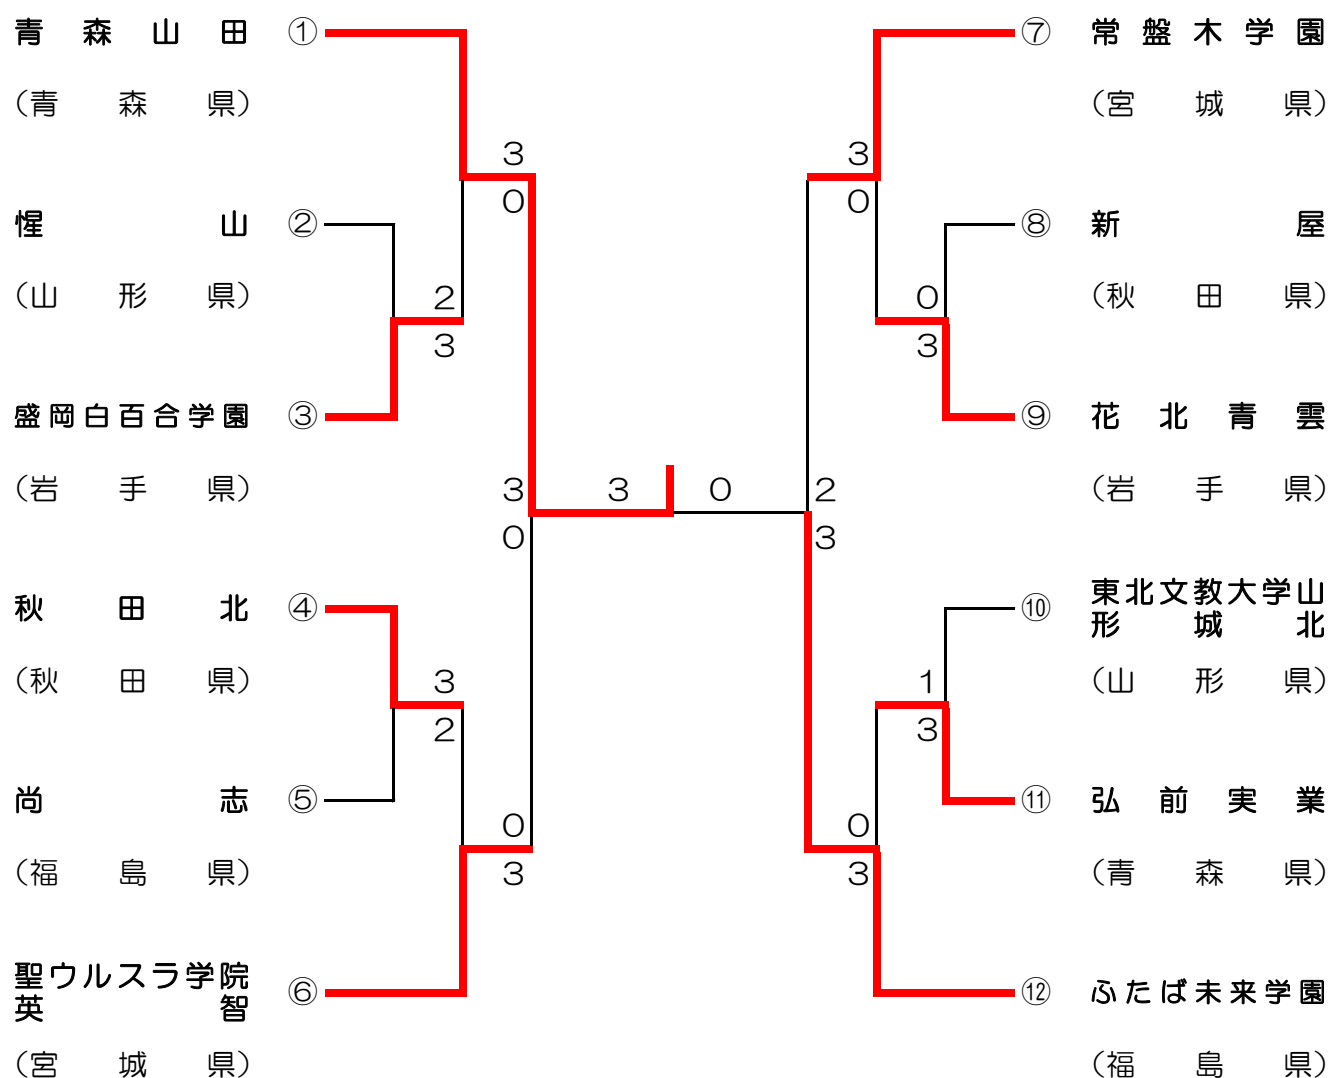 青森山田 ①
（青森県）
惺山 ②
（山形県）
盛岡白百合学園 ③
（岩手県）
秋田北 ④
（秋田県）
尚志 ⑤
（福島県）
聖ウルスラ学院
英智 ⑥
（宮城県）
3
0
2
3
3
0
3
2
0
3
3 0
3
0
0
3
2
3
1
3
0
3
⑦ 常盤木学園
（宮城県）
⑧ 新屋
（秋田県）
⑨ 花北青雲
（岩手県）
⑩ 東北文教大学山
形城北
（山形県）
⑪ 弘前実業
（青森県）
⑫ ふたば未来学園
（福島県）